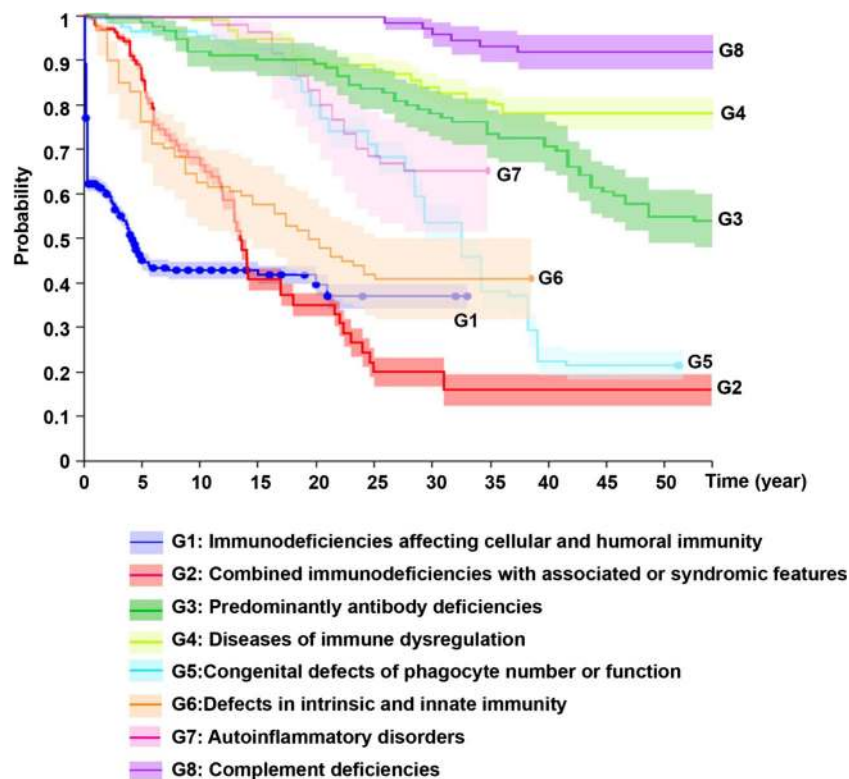 Probability
1
0.9
0.8
0.7
0.6
0.5
0.4
0.3
0.2
0.1
0
G8
G4
G7
G3
G6
G1
G5
G2
0 5 10 15 20 25 30 35 40 45 50 Time (year)
G1: Immunodeficiencies affecting cellular and humoral immunity
G2: Combined immunodeficiencies with associated or syndromic features
G3: Predominantly antibody deficiencies
G4: Diseases of immune dysregulation
G5:Congenital defects of phagocyte number or function
G6:Defects in intrinsic and innate immunity
G7: Autoinflammatory disorders
G8: Complement deficiencies